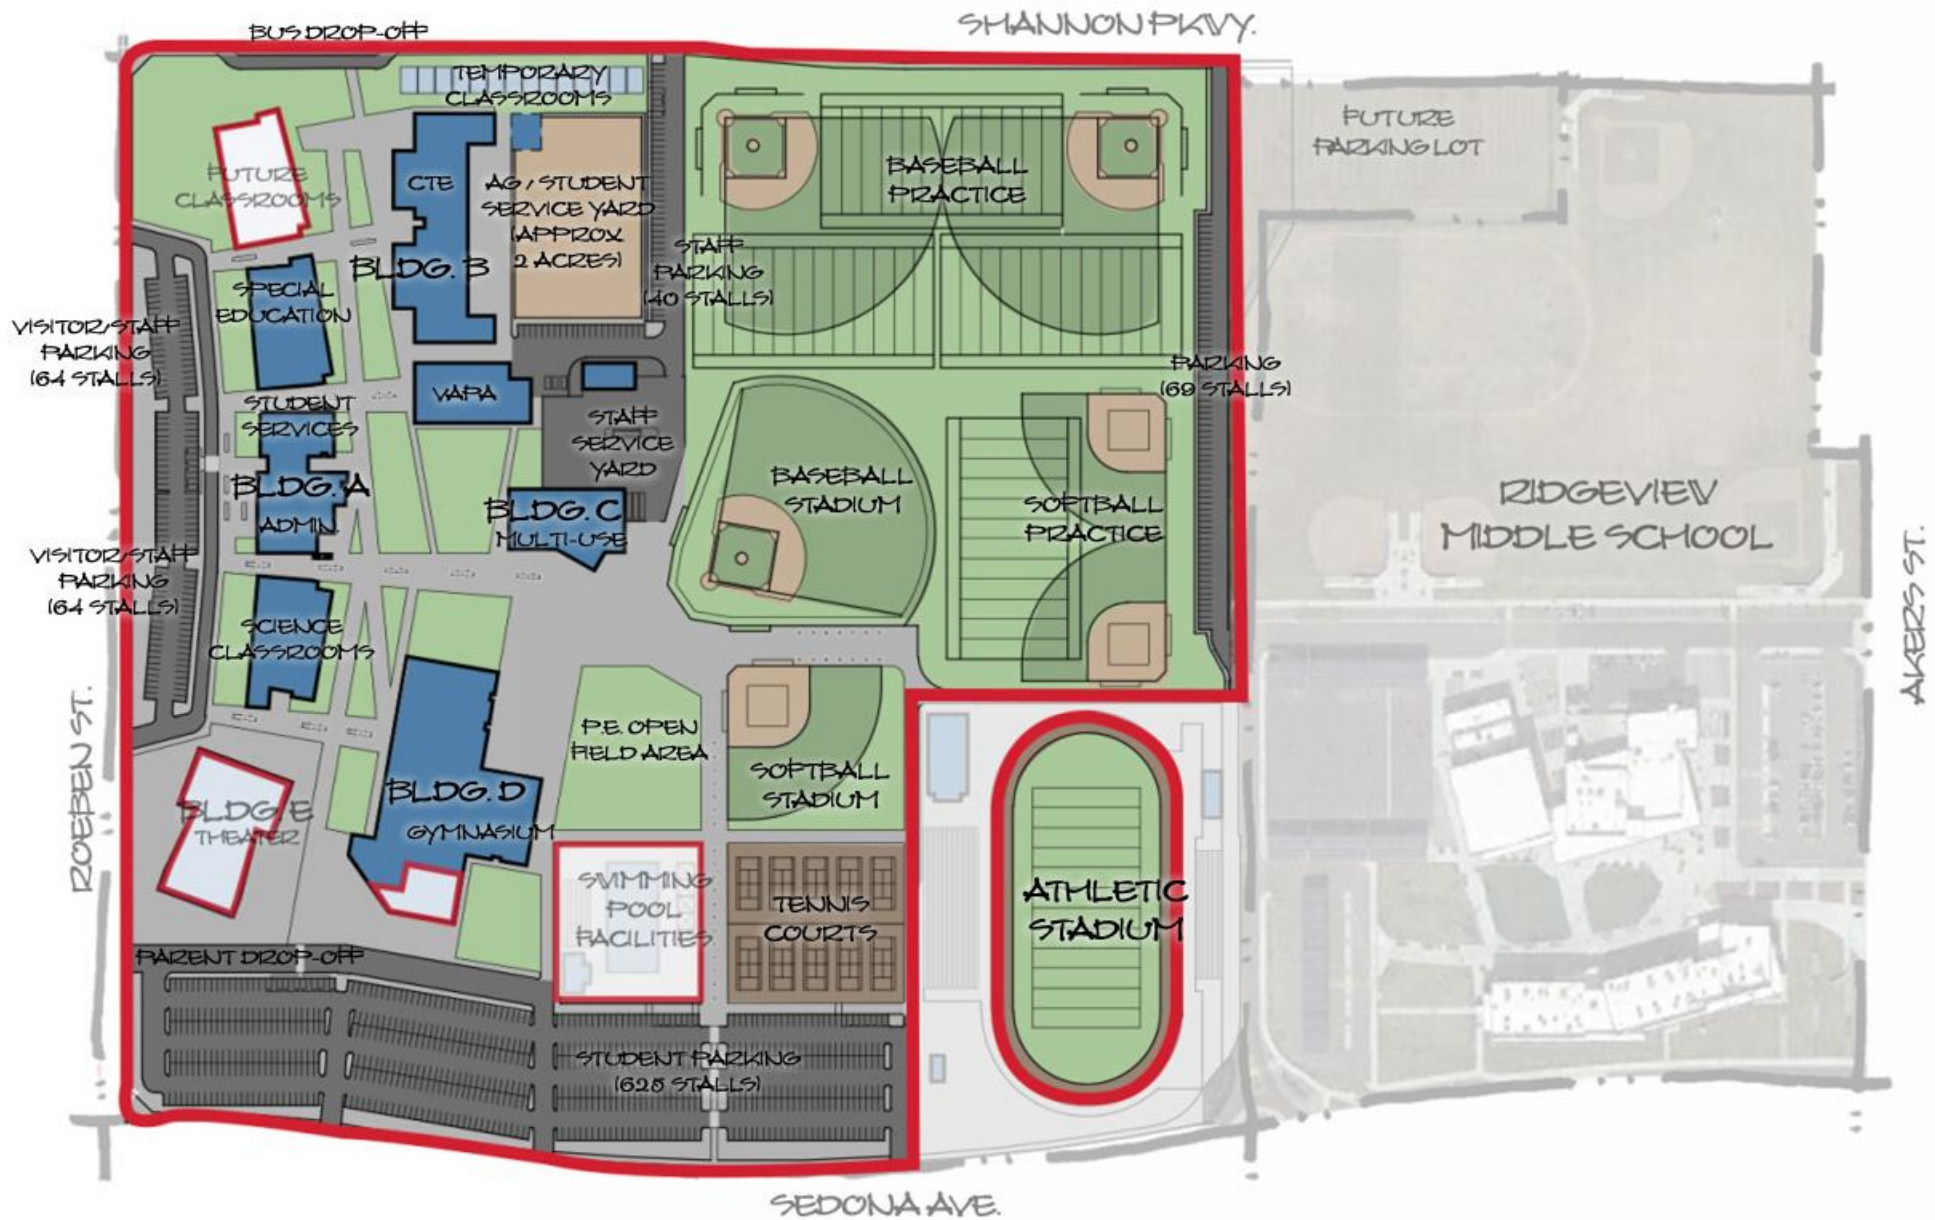 SHANNON PKWY.
BUS DROP-OFF
TEMPORARY
CLASSROOMS
FUTURE
CLASSROOMS
CTE
BLDG. B
AG / STUDENT
SERVICE YARD
(APPROX
2 ACRES)
STAFF
PARKING
(40 STALLS)
BASEBALL
PRACTICE
FUTURE
PARKING LOT
SPECIAL
EDUCATION
VISITOR/STAFF
PARKING
(64 STALLS)
VAPA
PARKING
(69 STALLS)
STUDENT
SERVICES
BLDG. A
ADMIN.
STAFF
SERVICE
YARD
BLDG. C
MULTI-USE
BASEBALL
STADIUM
SOFTBALL
PRACTICE
RIDGEVIEW
MIDDLE SCHOOL
AKERS ST.
VISITOR/STAFF
PARKING
(64 STALLS)
SCIENCE
CLASSROOMS
ROEBEN ST.
P.E. OPEN
FIELD AREA
SOFTBALL
STADIUM
BLDG. D
GYMNASIUM
BLDG. E
THEATER
SWIMMING
POOL
FACILITIES
TENNIS
COURTS
ATHLETIC
STADIUM
PARENT DROP-OFF
STUDENT PARKING
(628 STALLS)
SEDONA AVE.